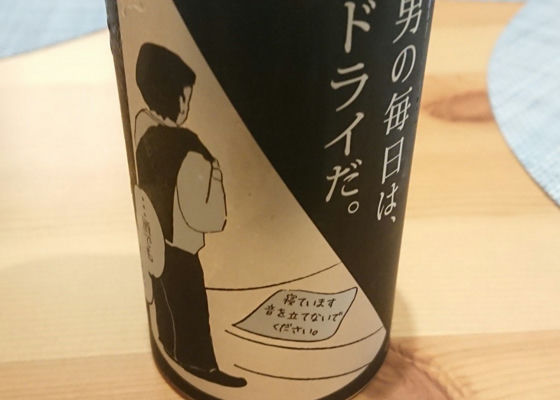 男の毎日は、
ドライだ。
寝ています
音を立てないで
ください。